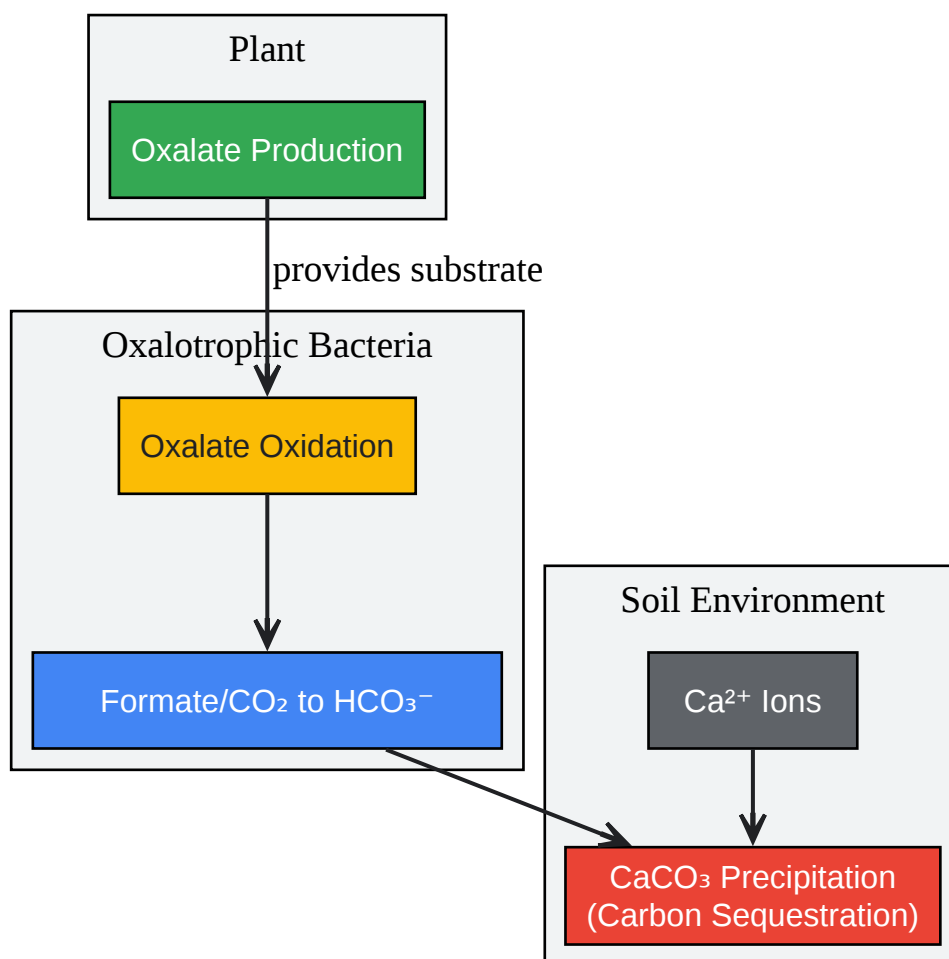 Plant
Oxalate Production
provides substrate
Oxalotrophic Bacteria
Oxalate Oxidation
Formate/CO₂ to HCO₃⁻
Soil Environment
Ca²⁺ Ions
CaCO₃ Precipitation
(Carbon Sequestration)